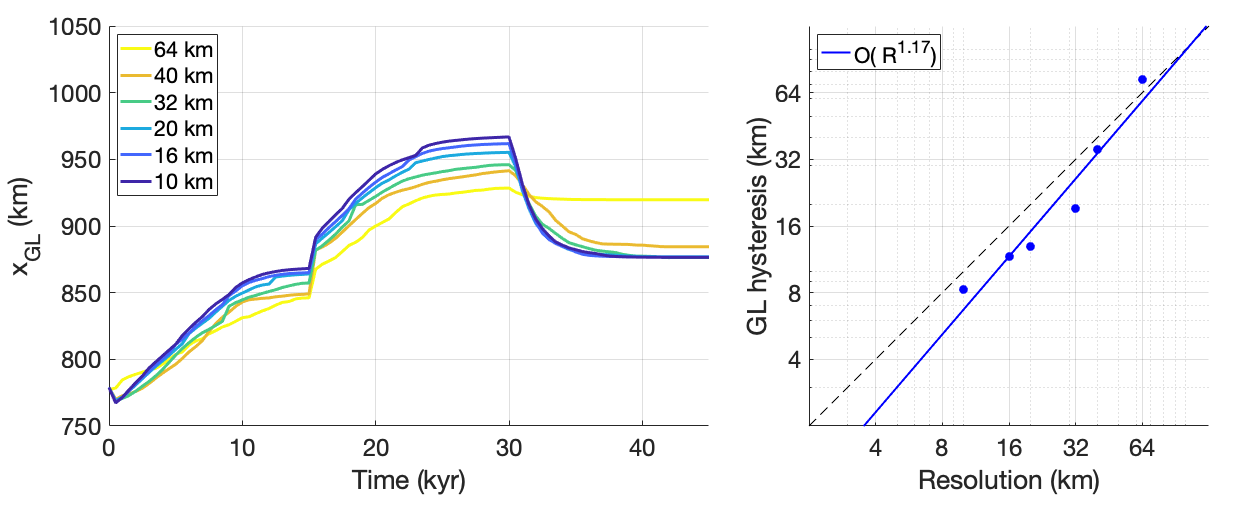 1050
1000
950
900
850
800
750
x_GL (km)
64 km
40 km
32 km
20 km
16 km
10 km
0
10
20
30
40
Time (kyr)
O( R^1.17)
64
32
16
8
4
GL hysteresis (km)
4
8
16
32
64
Resolution (km)